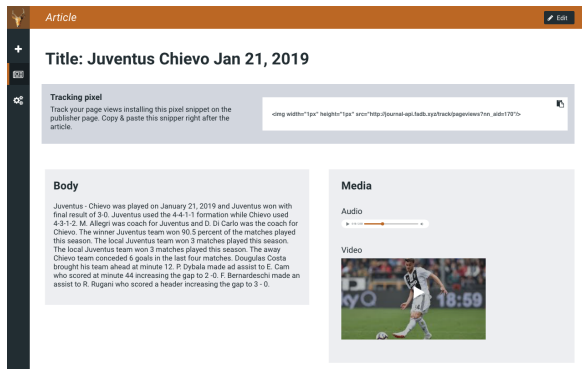 Article
Edit
Title: Juventus Chievo Jan 21, 2019
Tracking pixel
Track your page views installing this pixel snippet on the
publisher page. Copy & paste this snipper right after the
article.
<img width="1px" height="1px" src="http://journal-api.fadb.xyz/track/pageviews?nn_aid=170"/>
Body
Juventus - Chievo was played on January 21, 2019 and Juventus won with
final result of 3-0. Juventus used the 4-4-1-1 formation while Chievo used
4-3-1-2. M. Allegri was coach for Juventus and D. Di Carlo was the coach for
Chievo. The winner Juventus team won 90.5 percent of the matches played
this season. The local Juventus team won 3 matches played this season.
The local Juventus team won 3 matches played this season. The away
Chievo team conceded 6 goals in the last four matches. Dougulas Costa
brought his team ahead at minute 12. P. Dybala made ad assist to E. Cam
who scored at minute 44 increasing the gap to 2 -0. F. Bernardeschi made an
assist to R. Rugani who scored a header increasing the gap to 3 - 0.
Media
Audio
Video
18:59